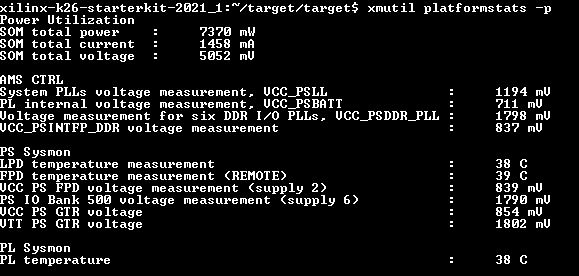 xilinx-k26-starterkit-2021_1:~/target/target$ xmutil platformstats -p
Power Utilization
SOM total power    :    7370 mW
SOM total current    :    1458 mA
SOM total voltage    :    5052 mV
AMS CTRL
System PLLs voltage measurement, VCC_PSLL    :    1194 mV
PL internal voltage measurement, VCC_PSBATT    :    711 mV
Voltage measurement for six DDR I/O PLLs, VCC_PSDDR_PLL :    1798 mV
VCC_PSINTFP_DDR voltage measurement    :    837 mV
PS Sysmon
LPD temperature measurement    :    38 C
FPD temperature measurement (REMOTE)    :    39 C
VCC PS FPD voltage measurement (supply 2)    :    839 mV
PS IO Bank 500 voltage measurement (supply 6)    :    1790 mV
VCC PS GTR voltage    :    854 mV
VTT PS GTR voltage    :    1802 mV
PL Sysmon
PL temperature    :    38 C